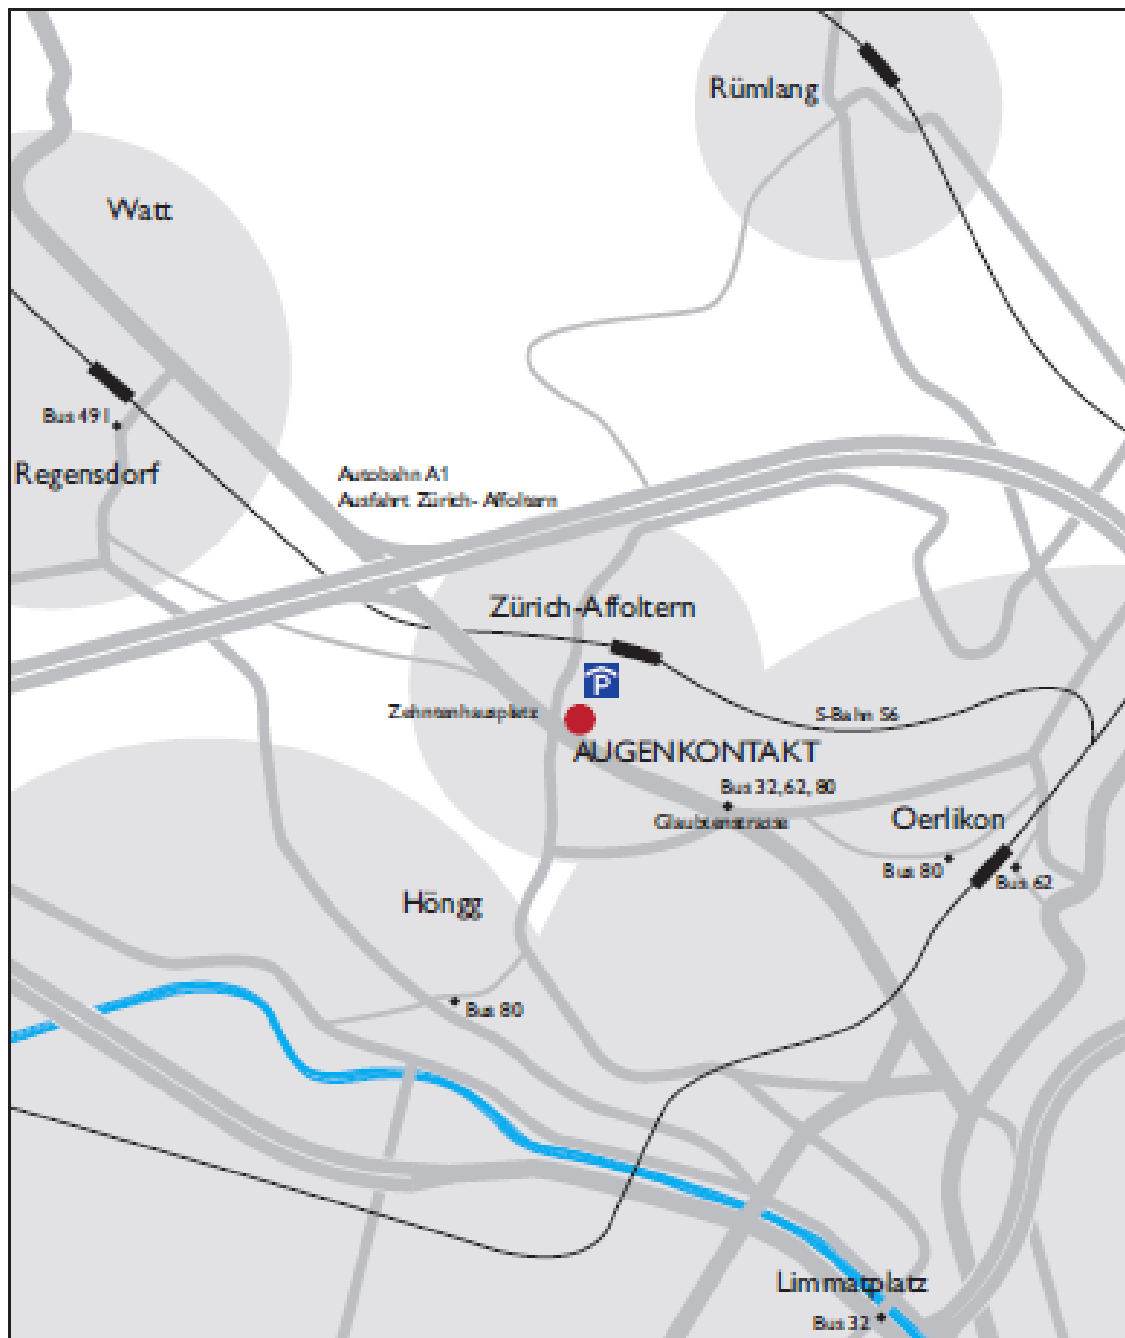 Rümlang
Watt
Bus 491
Regensdorf
Autobahn A1
Ausfahrt Zürich- Affoltern
Zürich-Affoltern
P
Zehntenhausplatz
S-Bahn S6
AUGENKONTAKT
Bus 32, 62, 80
Glaubtenstrasse
Oerlikon
Bus 80
Bus 62
Höngg
Bus 80
Limmatplatz
Bus 32